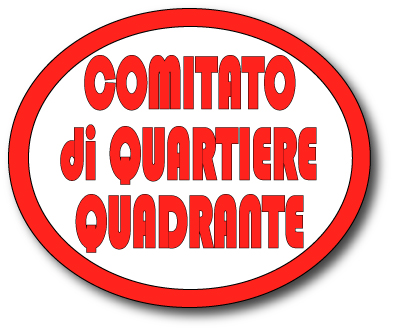 COMITATO
di QUARTIERE
QUADRANTE